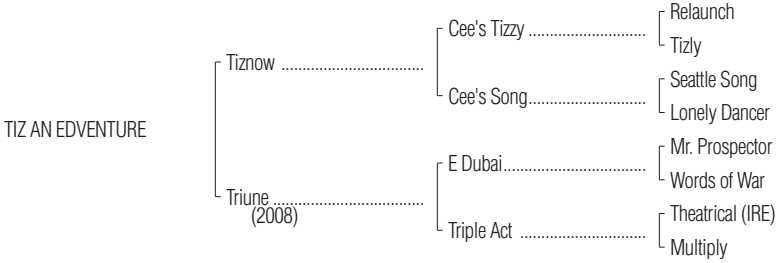 Relaunch
Cee's Tizzy
Tizly
Tiznow
Seattle Song
Cee's Song
Lonely Dancer
TIZ AN EDVENTURE
Mr. Prospector
E Dubai
Words of War
Triune
(2008)
Theatrical (IRE)
Triple Act
Multiply